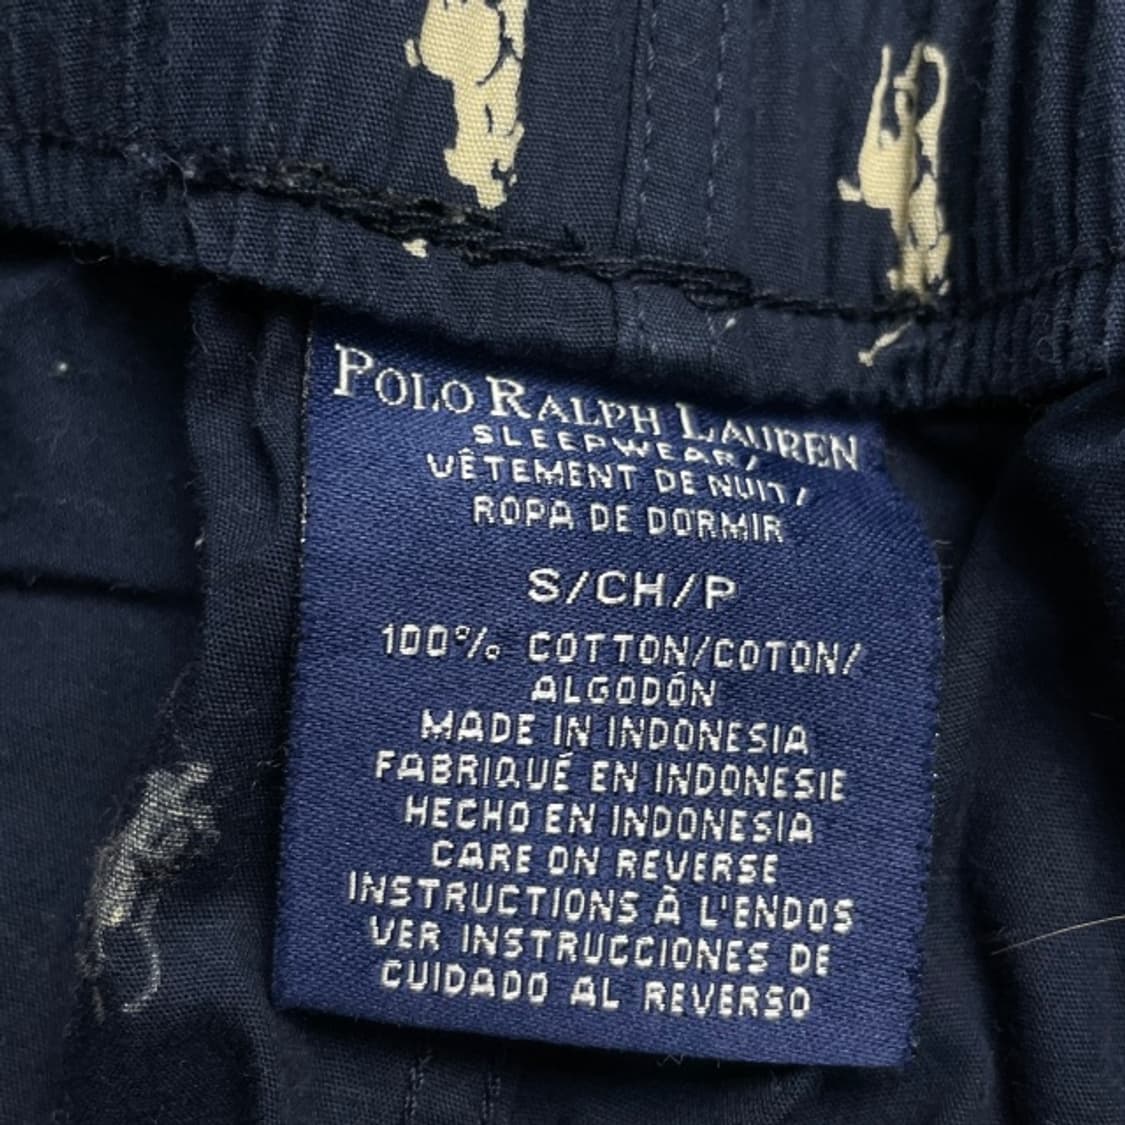 POLO RALPH LAUREN
SLEEPWEAR/
VÊTEMENT DE NUIT/
ROPA DE DORMIR
S/CH/P
100% COTTON/COTON/
ALGODÓN
MADE IN INDONESIA
FABRIQUÉ EN INDONESIE
HECHO EN INDONESIA
CARE ON REVERSE
INSTRUCTIONS À L'ENDOS
VER INSTRUCCIONES DE
CUIDADO AL REVERSO